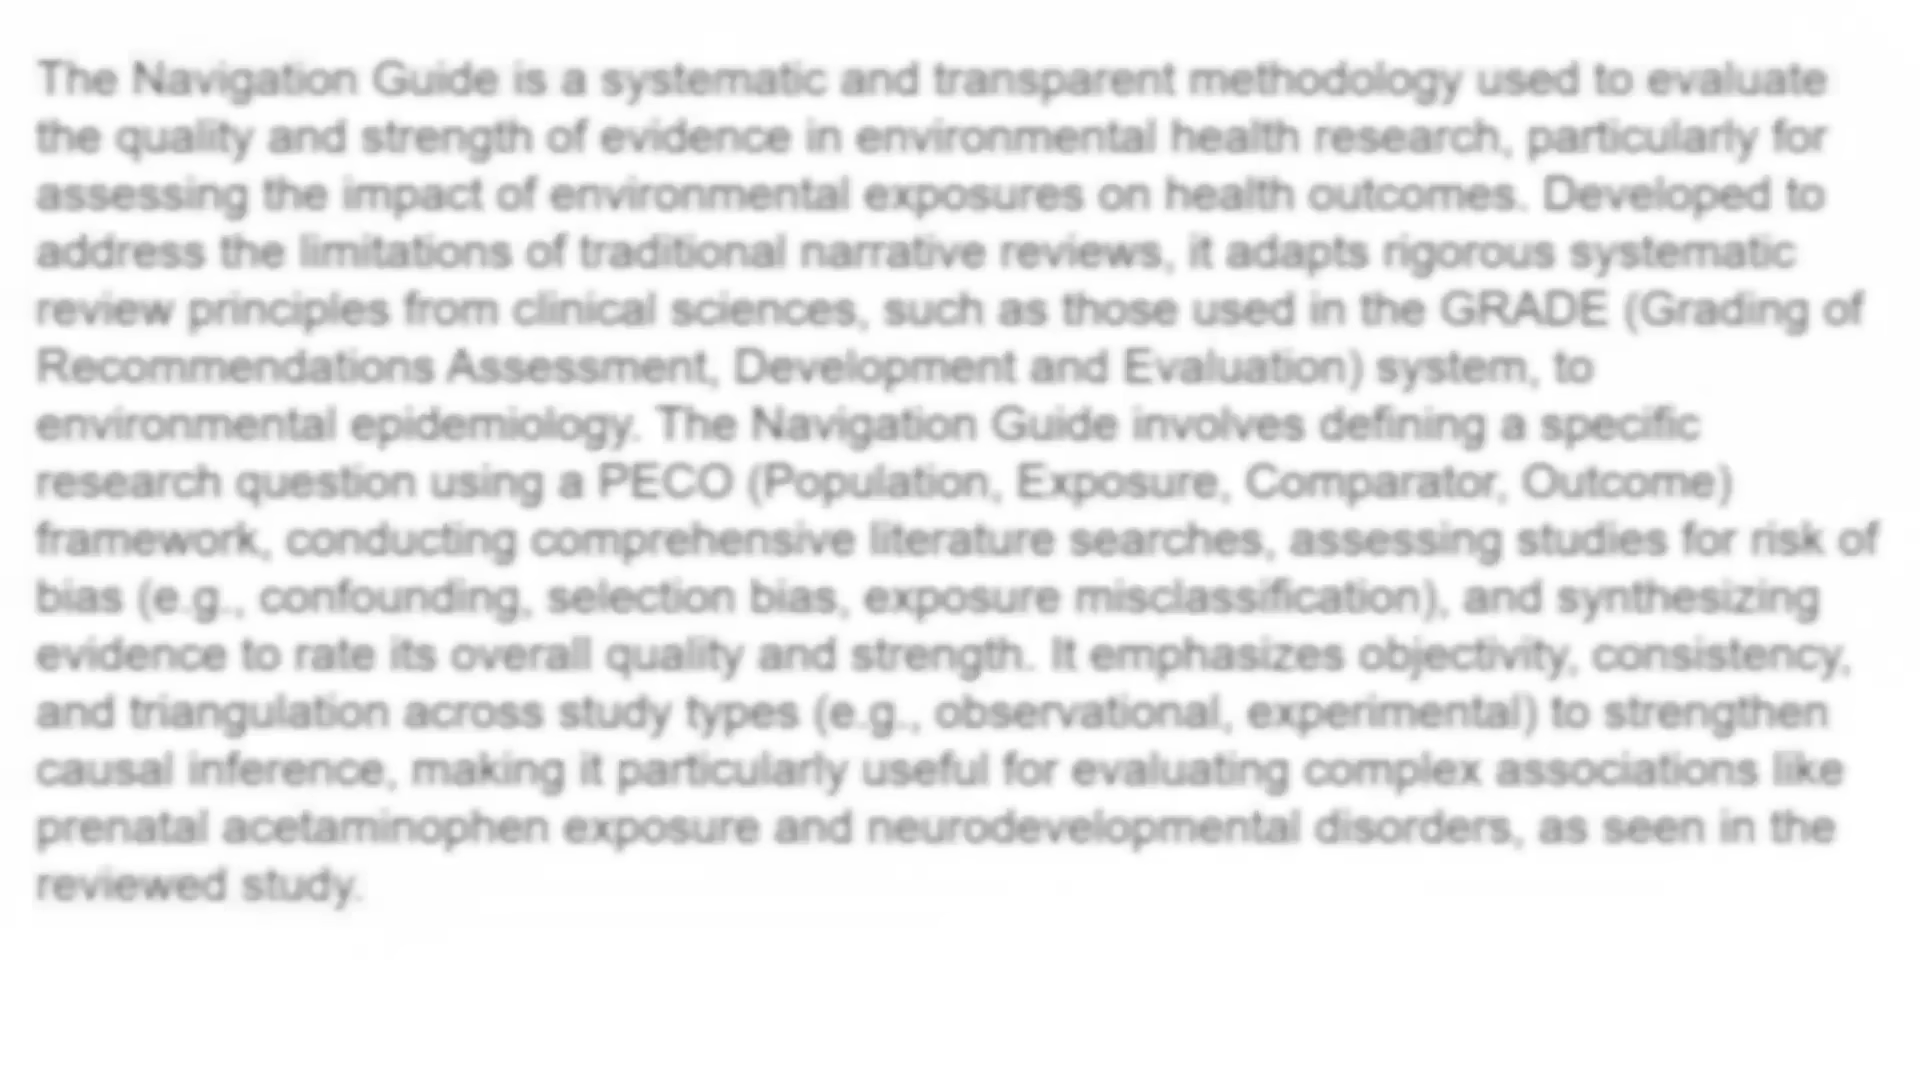 The Navigation Guide is a systematic and transparent methodology used to evaluate
the quality and strength of evidence in environmental health research, particularly for
assessing the impact of environmental exposures on health outcomes. Developed to
address the limitations of traditional narrative reviews, it adapts rigorous systematic
review principles from clinical sciences, such as those used in the GRADE (Grading of
Recommendations Assessment, Development and Evaluation) system, to
environmental epidemiology. The Navigation Guide involves defining a specific
research question using a PECO (Population, Exposure, Comparator, Outcome)
framework, conducting comprehensive literature searches, assessing studies for risk of
bias (e.g., confounding, selection bias, exposure misclassification), and synthesizing
evidence to rate its overall quality and strength. It emphasizes objectivity, consistency,
and triangulation across study types (e.g., observational, experimental) to strengthen
causal inference, making it particularly useful for evaluating complex associations like
prenatal acetaminophen exposure and neurodevelopmental disorders, as seen in the
reviewed study.